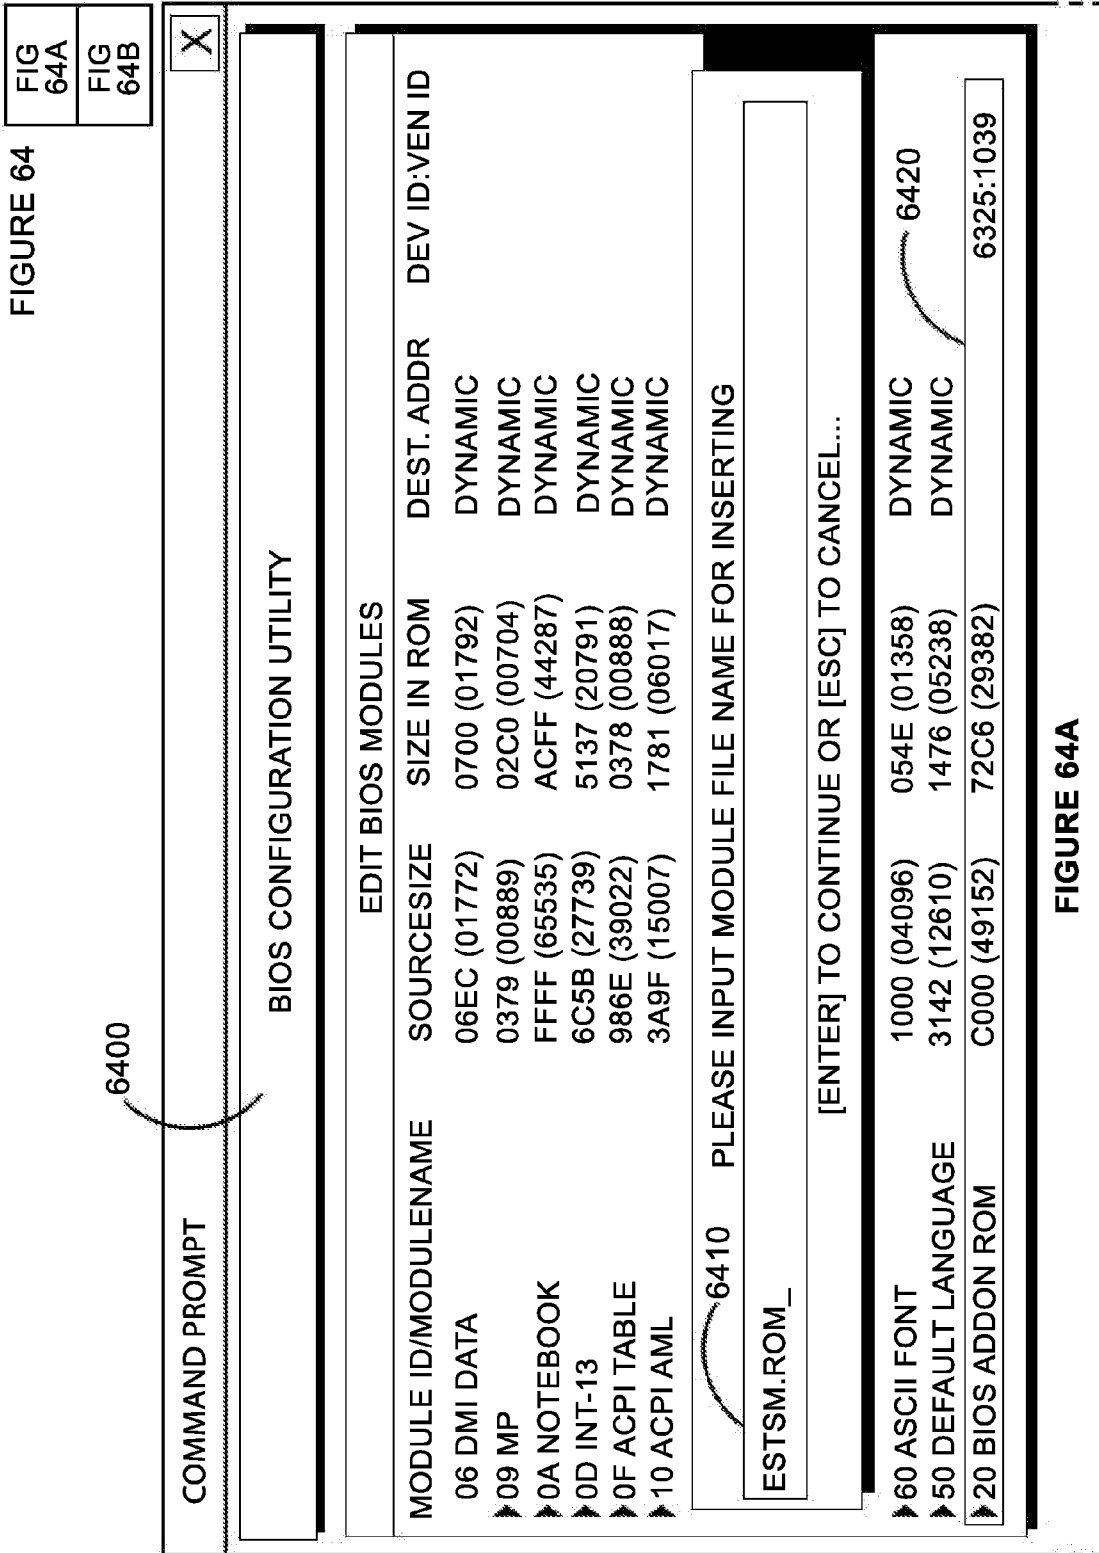 FIGURE 64
FIG 64A
FIG 64B
6400
COMMAND PROMPT X
BIOS CONFIGURATION UTILITY
EDIT BIOS MODULES
MODULE ID/MODULENAME SOURCESIZE SIZE IN ROM DEST. ADDR DEV ID:VEN ID
06 DMI DATA 06EC (01772) 0700 (01792) DYNAMIC
09 MP 0379 (00889) 02C0 (00704) DYNAMIC
0A NOTEBOOK FFFF (65535) ACFF (44287) DYNAMIC
0D INT-13 6C5B (27739) 5137 (20791) DYNAMIC
0F ACPI TABLE 986E (39022) 0378 (00888) DYNAMIC
10 ACPI AML 3A9F (15007) 1781 (06017) DYNAMIC
6410 PLEASE INPUT MODULE FILE NAME FOR INSERTING
ESTSM.ROM_
[ENTER] TO CONTINUE OR [ESC] TO CANCEL...
60 ASCII FONT 1000 (04096) 054E (01358) DYNAMIC 6420
50 DEFAULT LANGUAGE 3142 (12610) 1476 (05238) DYNAMIC
20 BIOS ADDON ROM C000 (49152) 72C6 (29382) 6325:1039
FIGURE 64A